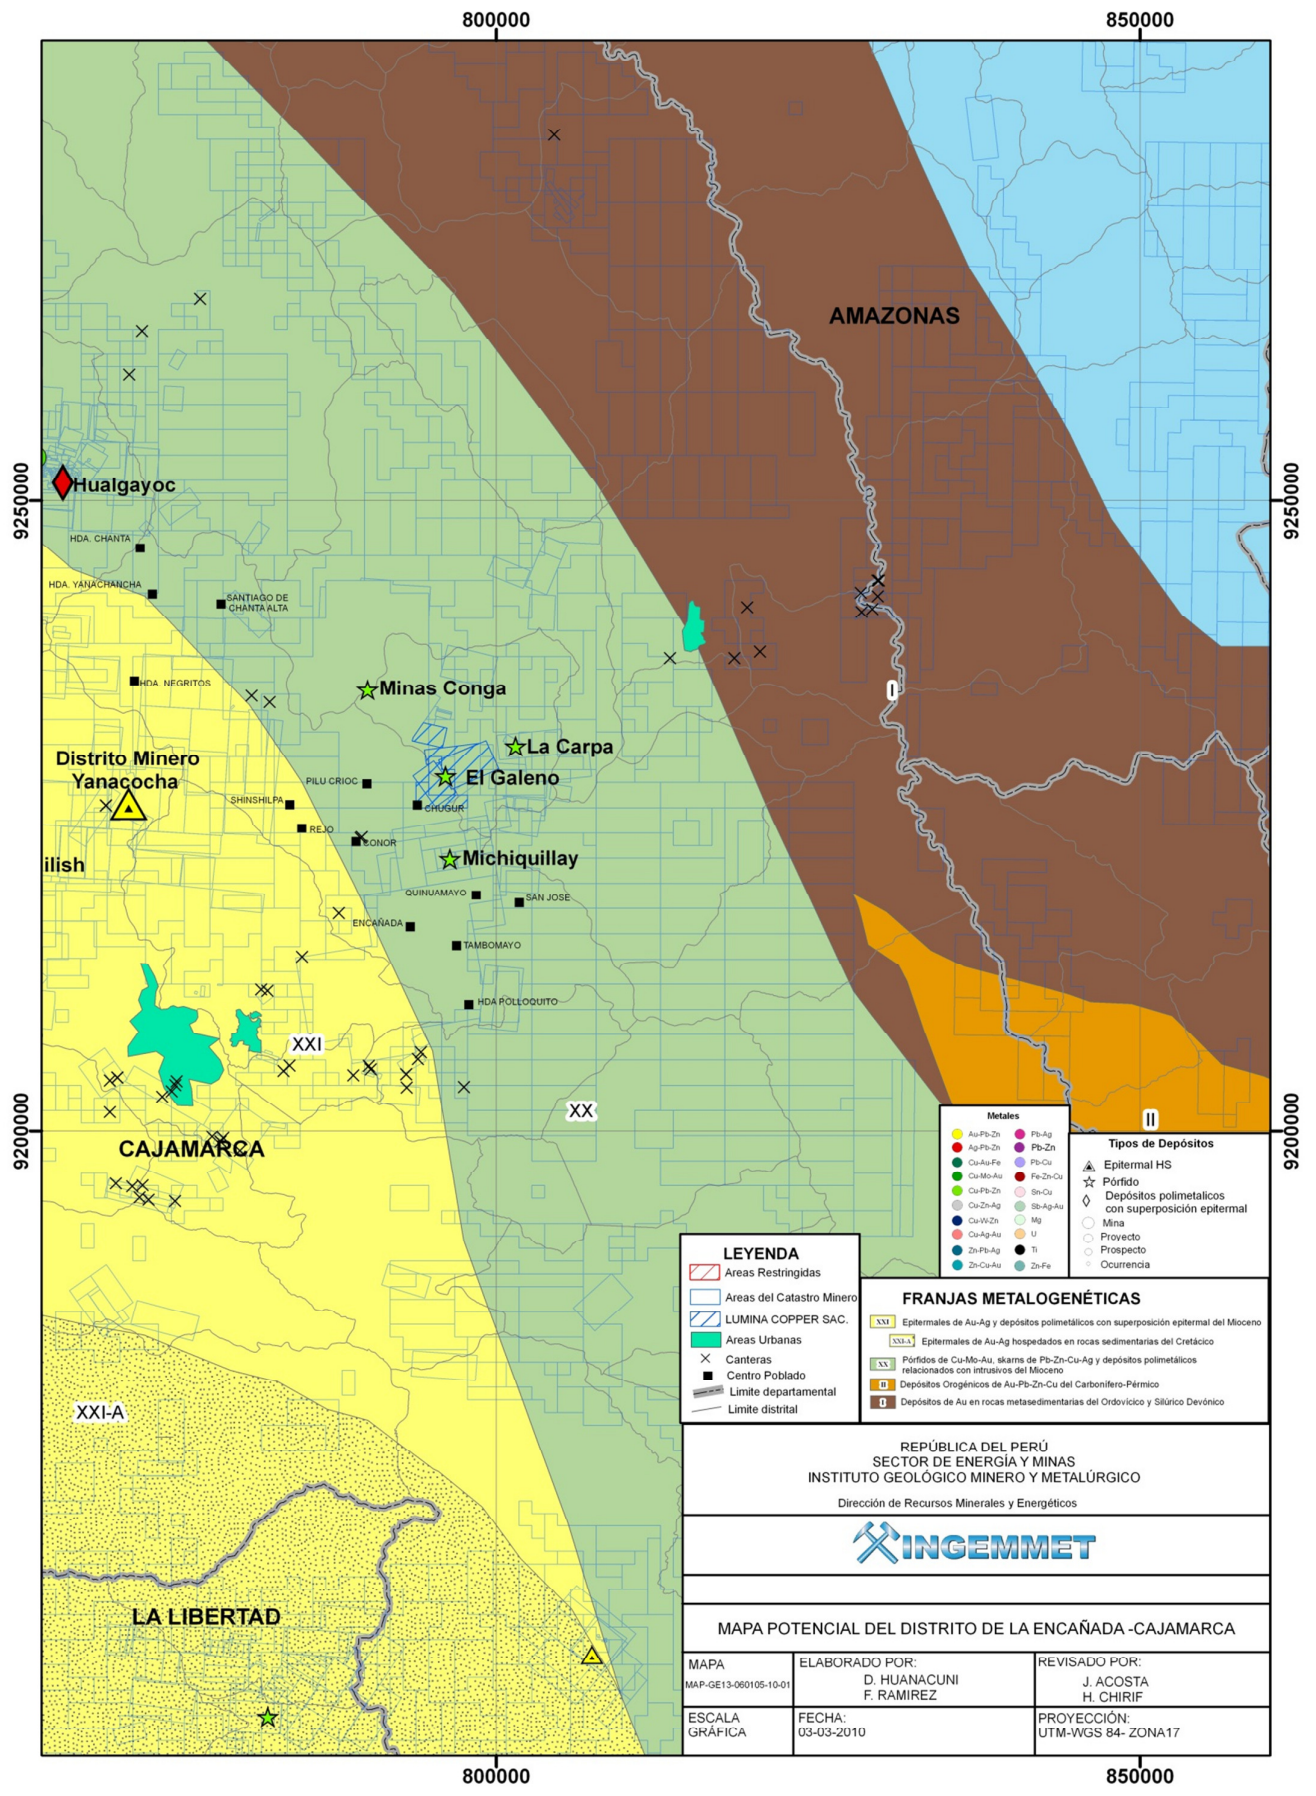 800000
850000
AMAZONAS
9250000
9250000
Hualgayoc
HDA. CHANTA
HDA. YANACHANCHA
SANTIAGO DE
CHANTA ALTA
HDA. NEGRITOS
Minas Conga
I
Distrito Minero
Yanacocha
La Carpa
El Galeno
PILU CRIOC
SHINSHILPA
CHUGUR
REJO
CONOR
ilish
Michiquillay
QUINUAMAYO
SAN JOSE
ENCAÑADA
TAMBOMAYO
HDA POLLOQUITO
XXI
XX
II
9200000
9200000
CAJAMARCA
Metales
Au-Pb-Zn
Pb-Ag
Ag-Pb-Zn
Pb-Zn
Cu-Au-Fe
Pb-Cu
Cu-Mo-Au
Fe-Zn-Cu
Cu-Pb-Zn
Sn-Cu
Cu-Zn-Ag
Sb-Ag-Au
Cu-W-Zn
Mg
Cu-Ag-Au
U
Zn-Pb-Ag
Ti
Zn-Cu-Au
Zn-Fe
Tipos de Depósitos
Epitermal HS
Pórfido
Depósitos polimetalicos
con superposición epitermal
Mina
Proyecto
Prospecto
Ocurrencia
LEYENDA
Areas Restringidas
Areas del Catastro Minero
LUMINA COPPER SAC.
Areas Urbanas
Canteras
Centro Poblado
Limite departamental
Limite distrital
FRANJAS METALOGENÉTICAS
XXI Epitermales de Au-Ag y depósitos polimetálicos con superposición epitermal del Mioceno
XXI-A Epitermales de Au-Ag hospedados en rocas sedimentarias del Cretácico
XX Pórfidos de Cu-Mo-Au, skarns de Pb-Zn-Cu-Ag y depósitos polimetálicos
relacionados con intrusivos del Mioceno
II Depósitos Orogénicos de Au-Pb-Zn-Cu del Carbonífero-Pérmico
I Depósitos de Au en rocas metasedimentarias del Ordovícico y Silúrico Devónico
XXI-A
LA LIBERTAD
REPÚBLICA DEL PERÚ
SECTOR DE ENERGÍA Y MINAS
INSTITUTO GEOLÓGICO MINERO Y METALÚRGICO
Dirección de Recursos Minerales y Energéticos
INGEMMET
MAPA POTENCIAL DEL DISTRITO DE LA ENCAÑADA -CAJAMARCA
MAPA
MAP-GE13-060105-10-01
ELABORADO POR:
D. HUANACUNI
F. RAMIREZ
REVISADO POR:
J. ACOSTA
H. CHIRIF
ESCALA
GRÁFICA
FECHA:
03-03-2010
PROYECCIÓN:
UTM-WGS 84- ZONA17
800000
850000